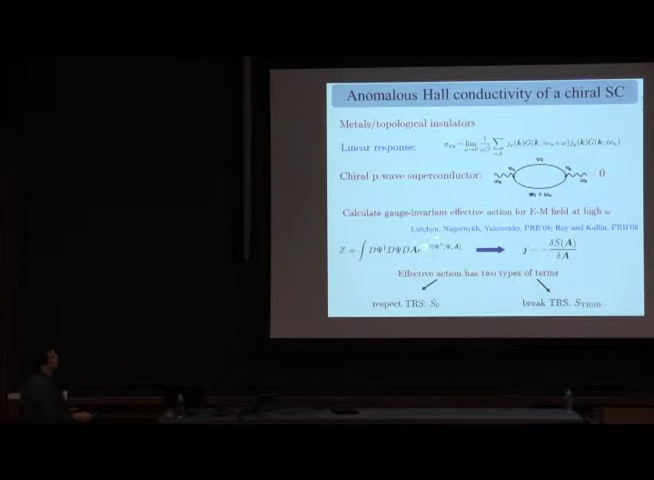 Anomalous Hall conductivity of a chiral SC
Metals/topological insulators
Linear response:
Chiral p-wave superconductor: 0
Calculate gauge-invariant effective action for E-M field at high ω
Lutchyn, Nagornykh, Yakovenko, PRB'08; Roy and Kallin, PRB'09
Effective action has two types of terms
respect TRS: S₀ break TRS: S_TRSB